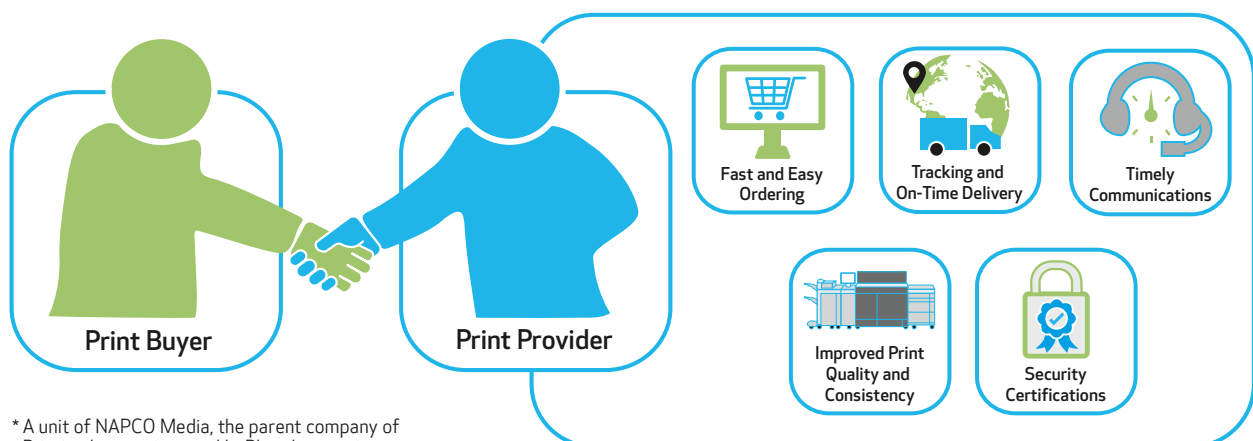 Fast and Easy
Ordering
Tracking and
On-Time Delivery
Timely
Communications
Print Buyer
Print Provider
Improved Print
Quality and
Consistency
Security
Certifications
* A unit of NAPCO Media, the parent company of